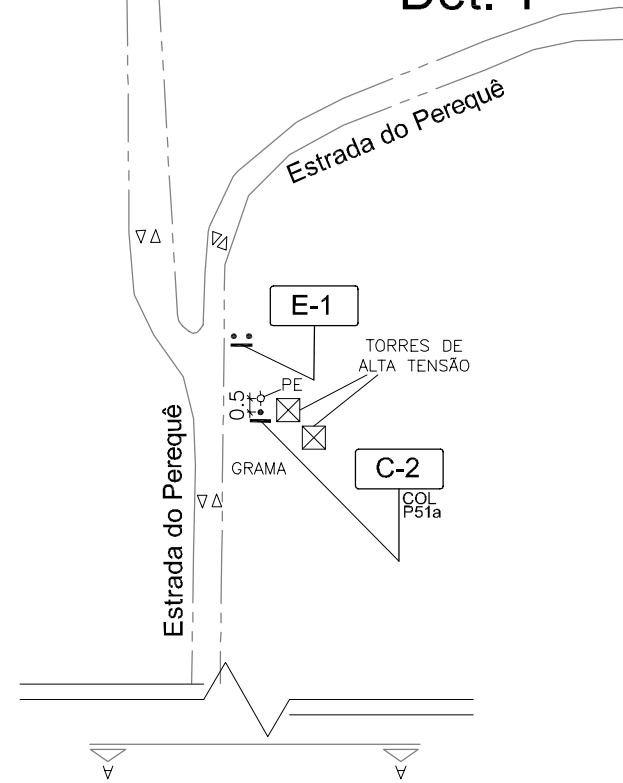 Det. 1
Estrada do Perequê
E-1
TORRES DE
ALTA TENSÃO
PE
0.5
GRAMA
C-2
COL
P51a
Estrada do Perequê
A
A